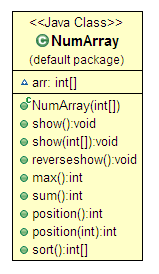 <<Java Class>>
NumArray
(default package)
arr: int[]
NumArray(int[])
show():void
show(int[]):void
reverseshow():void
max():int
sum():int
position():int
position(int):int
sort():int[]